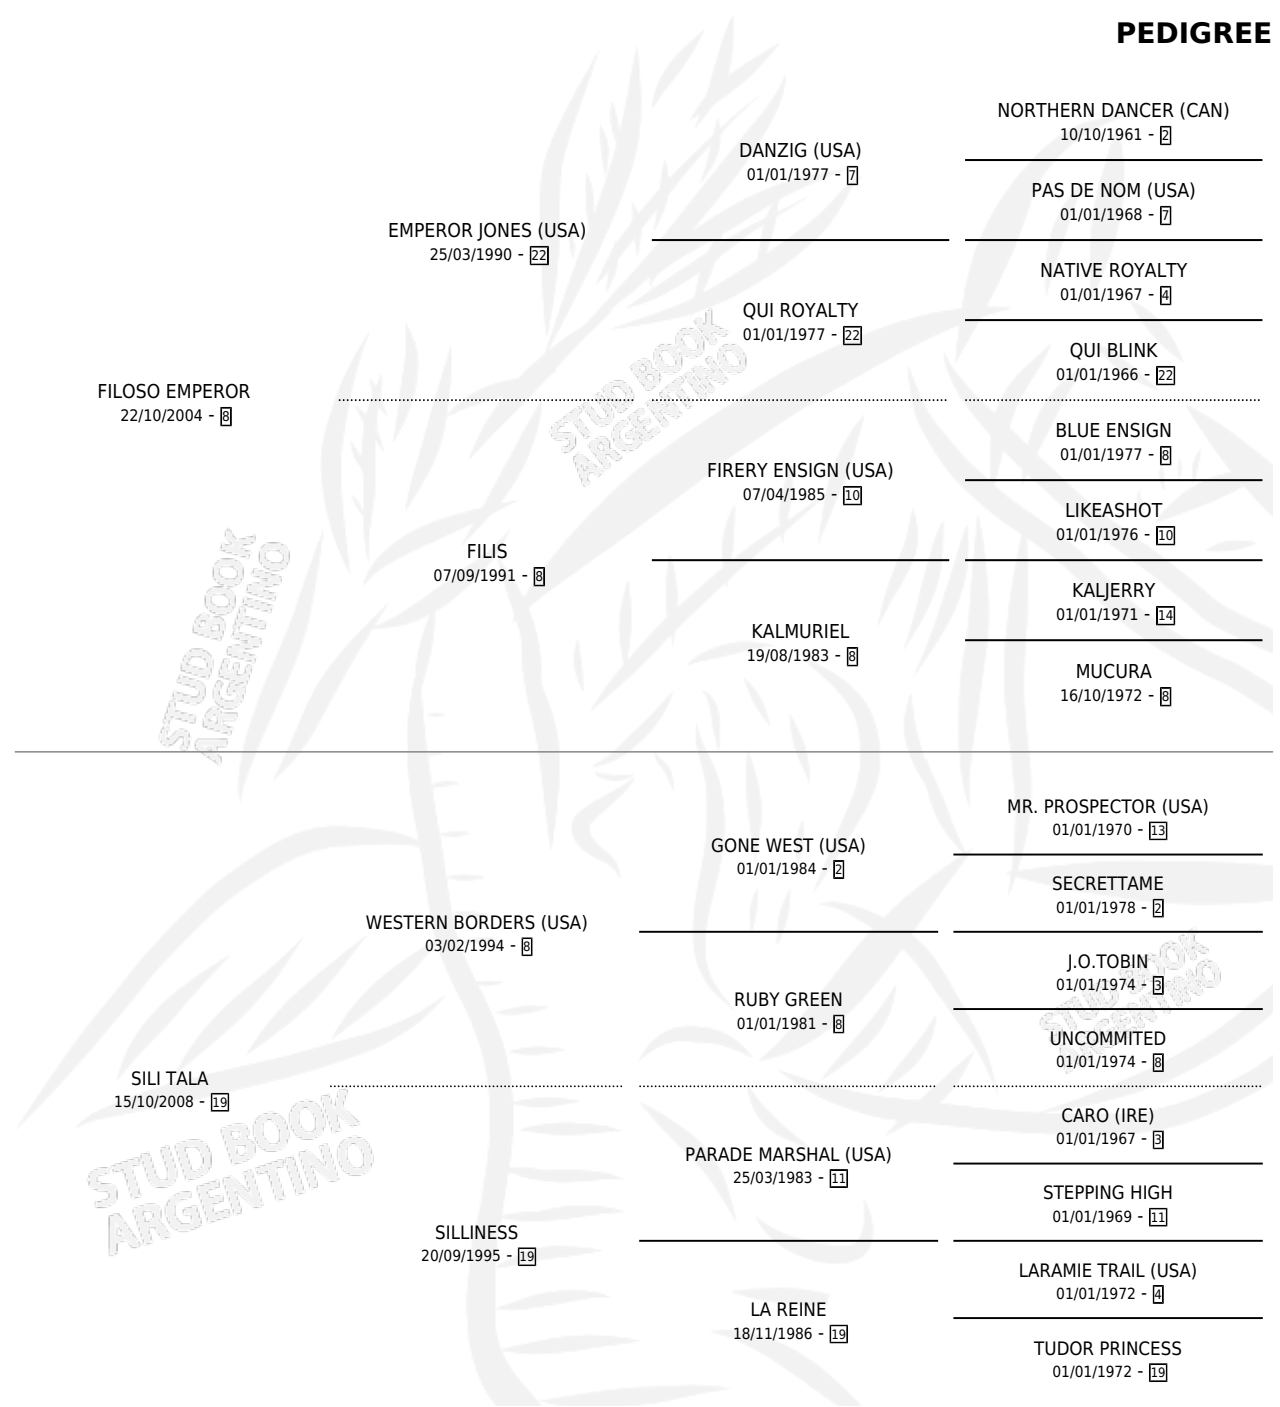 PEDIGREE
NORTHERN DANCER (CAN)
10/10/1961 - 2
DANZIG (USA)
01/01/1977 - 7
PAS DE NOM (USA)
01/01/1968 - 7
EMPEROR JONES (USA)
25/03/1990 - 22
NATIVE ROYALTY
01/01/1967 - 4
QUI ROYALTY
01/01/1977 - 22
QUI BLINK
01/01/1966 - 22
FILOSO EMPEROR
22/10/2004 - 8
STUD BOOK
ARGENTINO
BLUE ENSIGN
01/01/1977 - 8
FIRERY ENSIGN (USA)
07/04/1985 - 10
LIKEASHOT
01/01/1976 - 10
FILIS
07/09/1991 - 8
KALJERRY
01/01/1971 - 14
KALMURIEL
19/08/1983 - 8
MUCURA
16/10/1972 - 8
STUD BOOK
ARGENTINO
MR. PROSPECTOR (USA)
01/01/1970 - 13
GONE WEST (USA)
01/01/1984 - 2
SECRETTAME
01/01/1978 - 2
WESTERN BORDERS (USA)
03/02/1994 - 8
J.O.TOBIN
01/01/1974 - 3
RUBY GREEN
01/01/1981 - 8
STUD BOOK
ARGENTINO
UNCOMMITED
01/01/1974 - 8
SILI TALA
15/10/2008 - 19
STUD BOOK
ARGENTINO
CARO (IRE)
01/01/1967 - 3
PARADE MARSHAL (USA)
25/03/1983 - 11
STEPPING HIGH
01/01/1969 - 11
SILLINESS
20/09/1995 - 19
LARAMIE TRAIL (USA)
01/01/1972 - 4
LA REINE
18/11/1986 - 19
TUDOR PRINCESS
01/01/1972 - 19